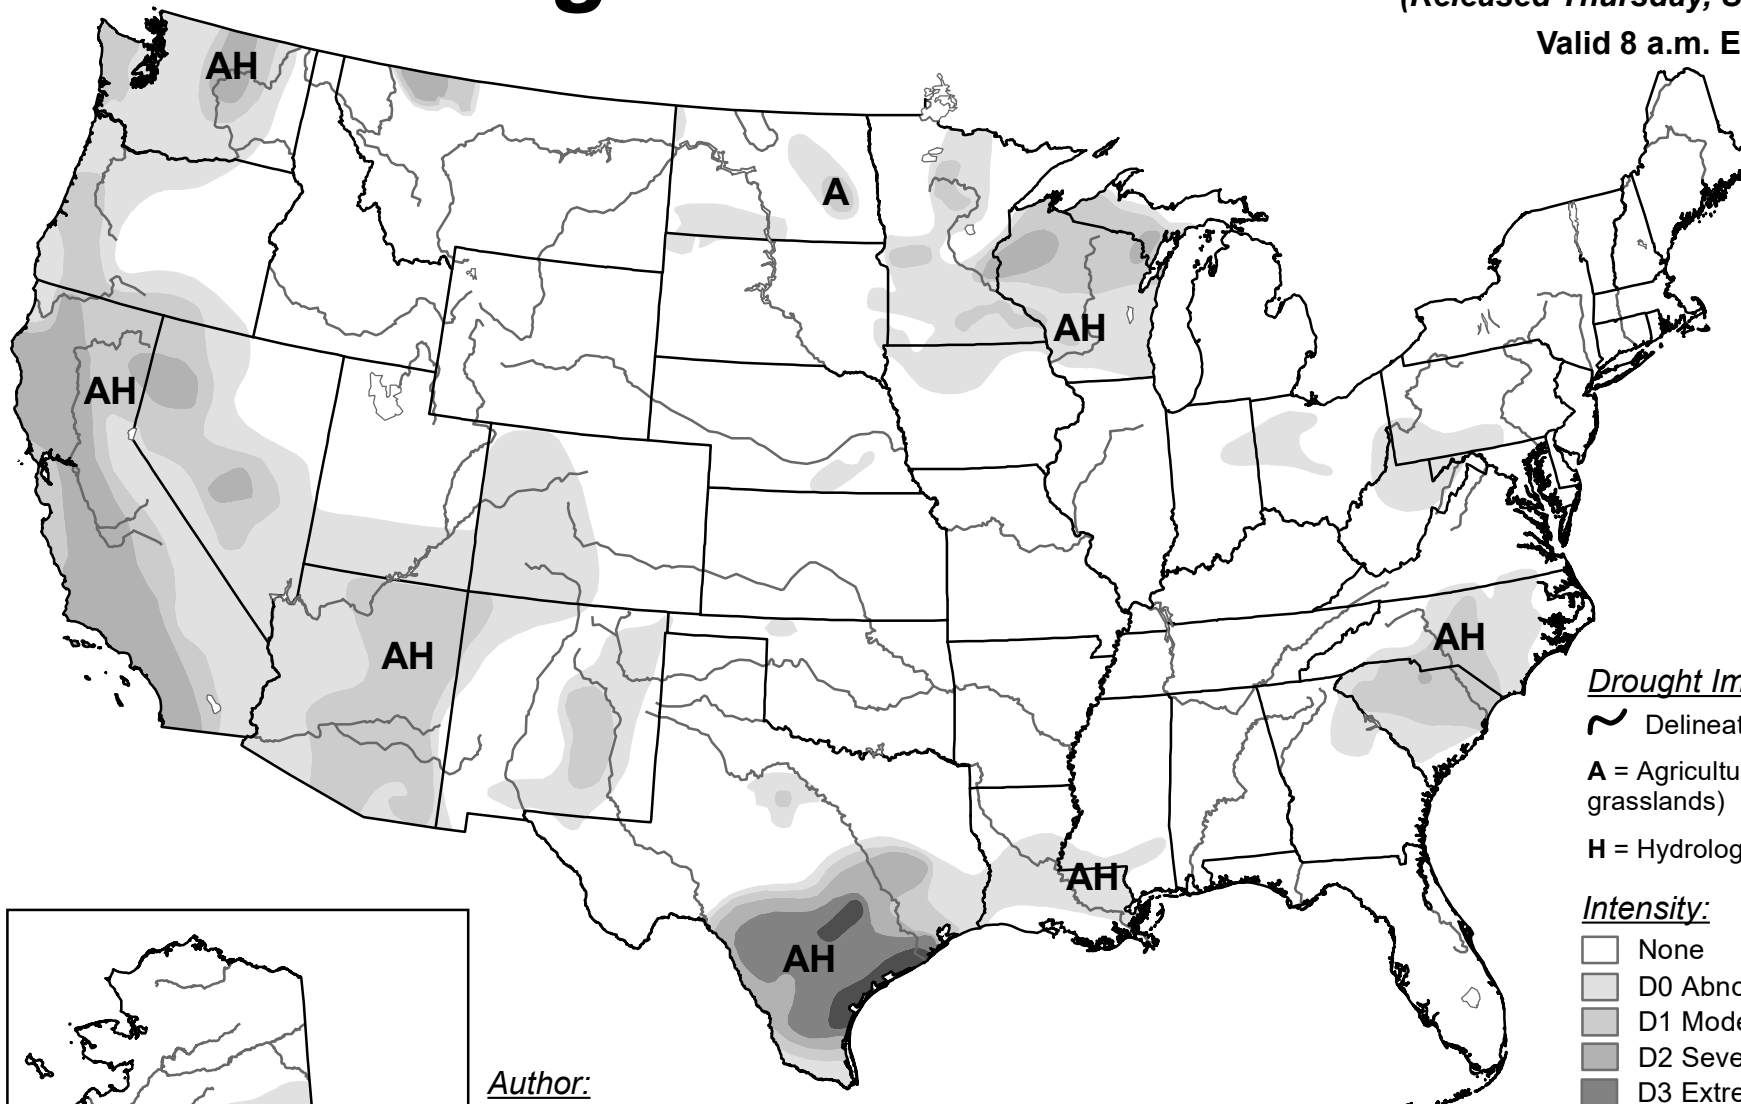 (Released Thursday,
Valid 8 a.m.
AH
A
AH
AH
AH
AH
AH
AH
Drought
Delineat
A = Agricultu
grasslands)
H = Hydrolog
Intensity:
None
D0 Abno
D1 Mode
D2 Seve
D3 Extre
Author: